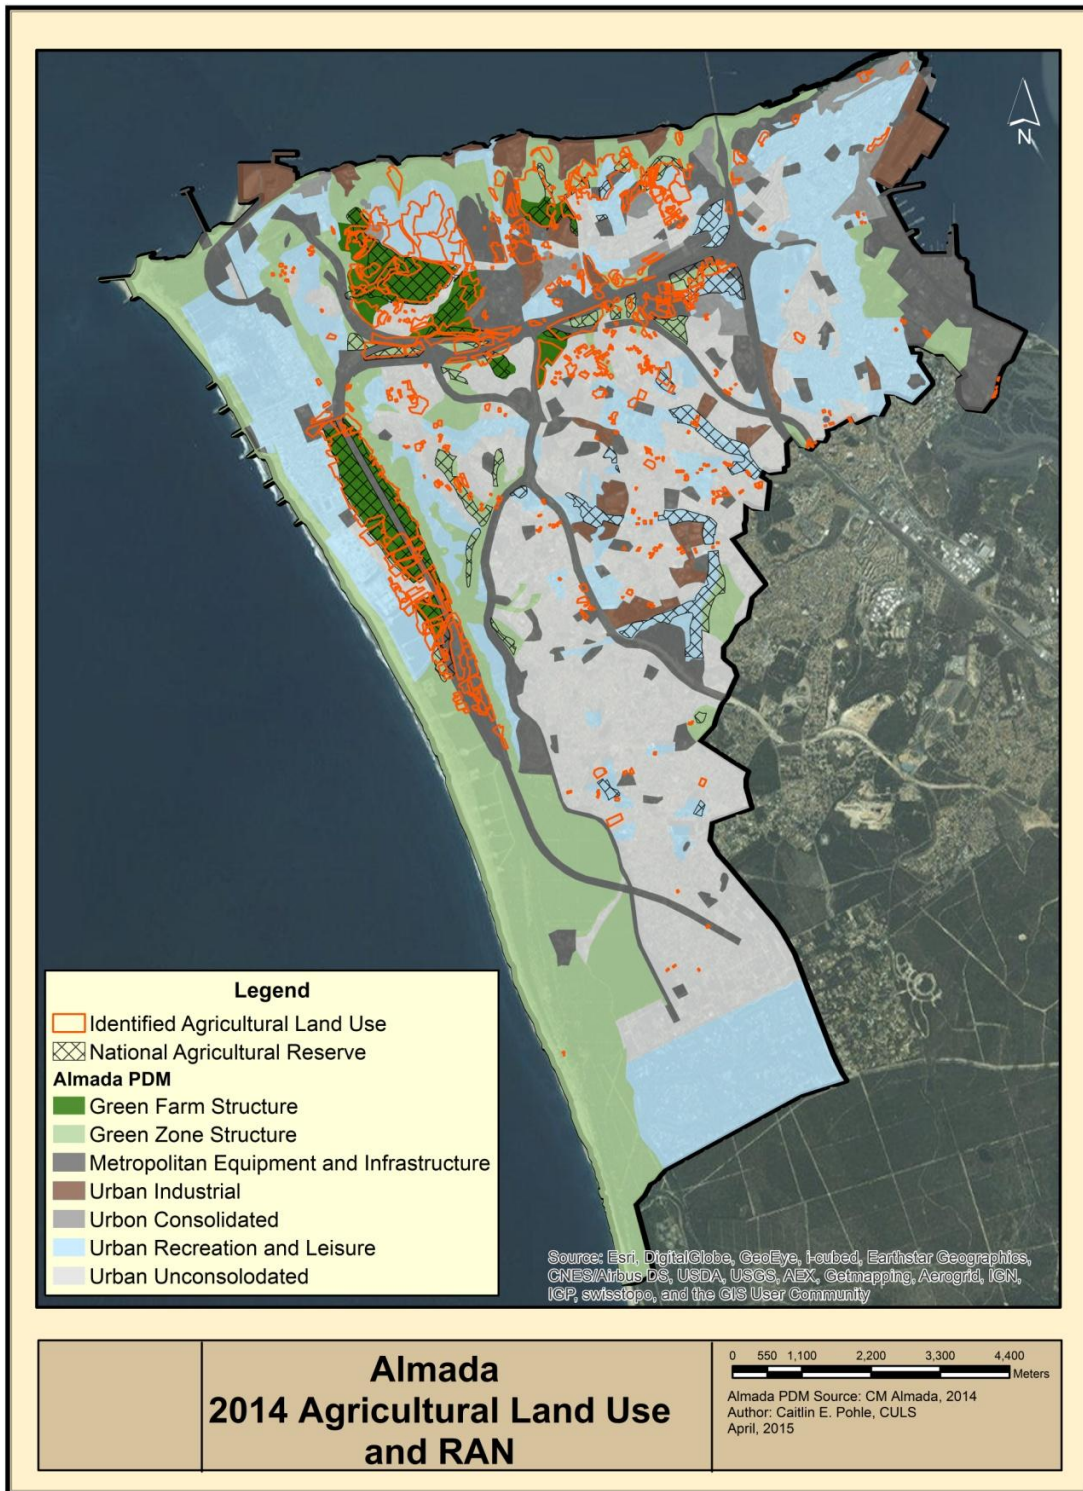 N
Legend
Identified Agricultural Land Use
National Agricultural Reserve
Almada PDM
Green Farm Structure
Green Zone Structure
Metropolitan Equipment and Infrastructure
Urban Industrial
Urbon Consolidated
Urban Recreation and Leisure
Urban Unconsolodated
Source: Esri, DigitalGlobe, GeoEye, i-cubed, Earthstar Geographics,
CNES/Airbus DS, USDA, USGS, AEX, Getmapping, Aerogrid, IGN,
IGP, swisstopo, and the GIS User Community
Almada
2014 Agricultural Land Use
and RAN
0 550 1,100 2,200 3,300 4,400
Meters
Almada PDM Source: CM Almada, 2014
Author: Caitlin E. Pohle, CULS
April, 2015